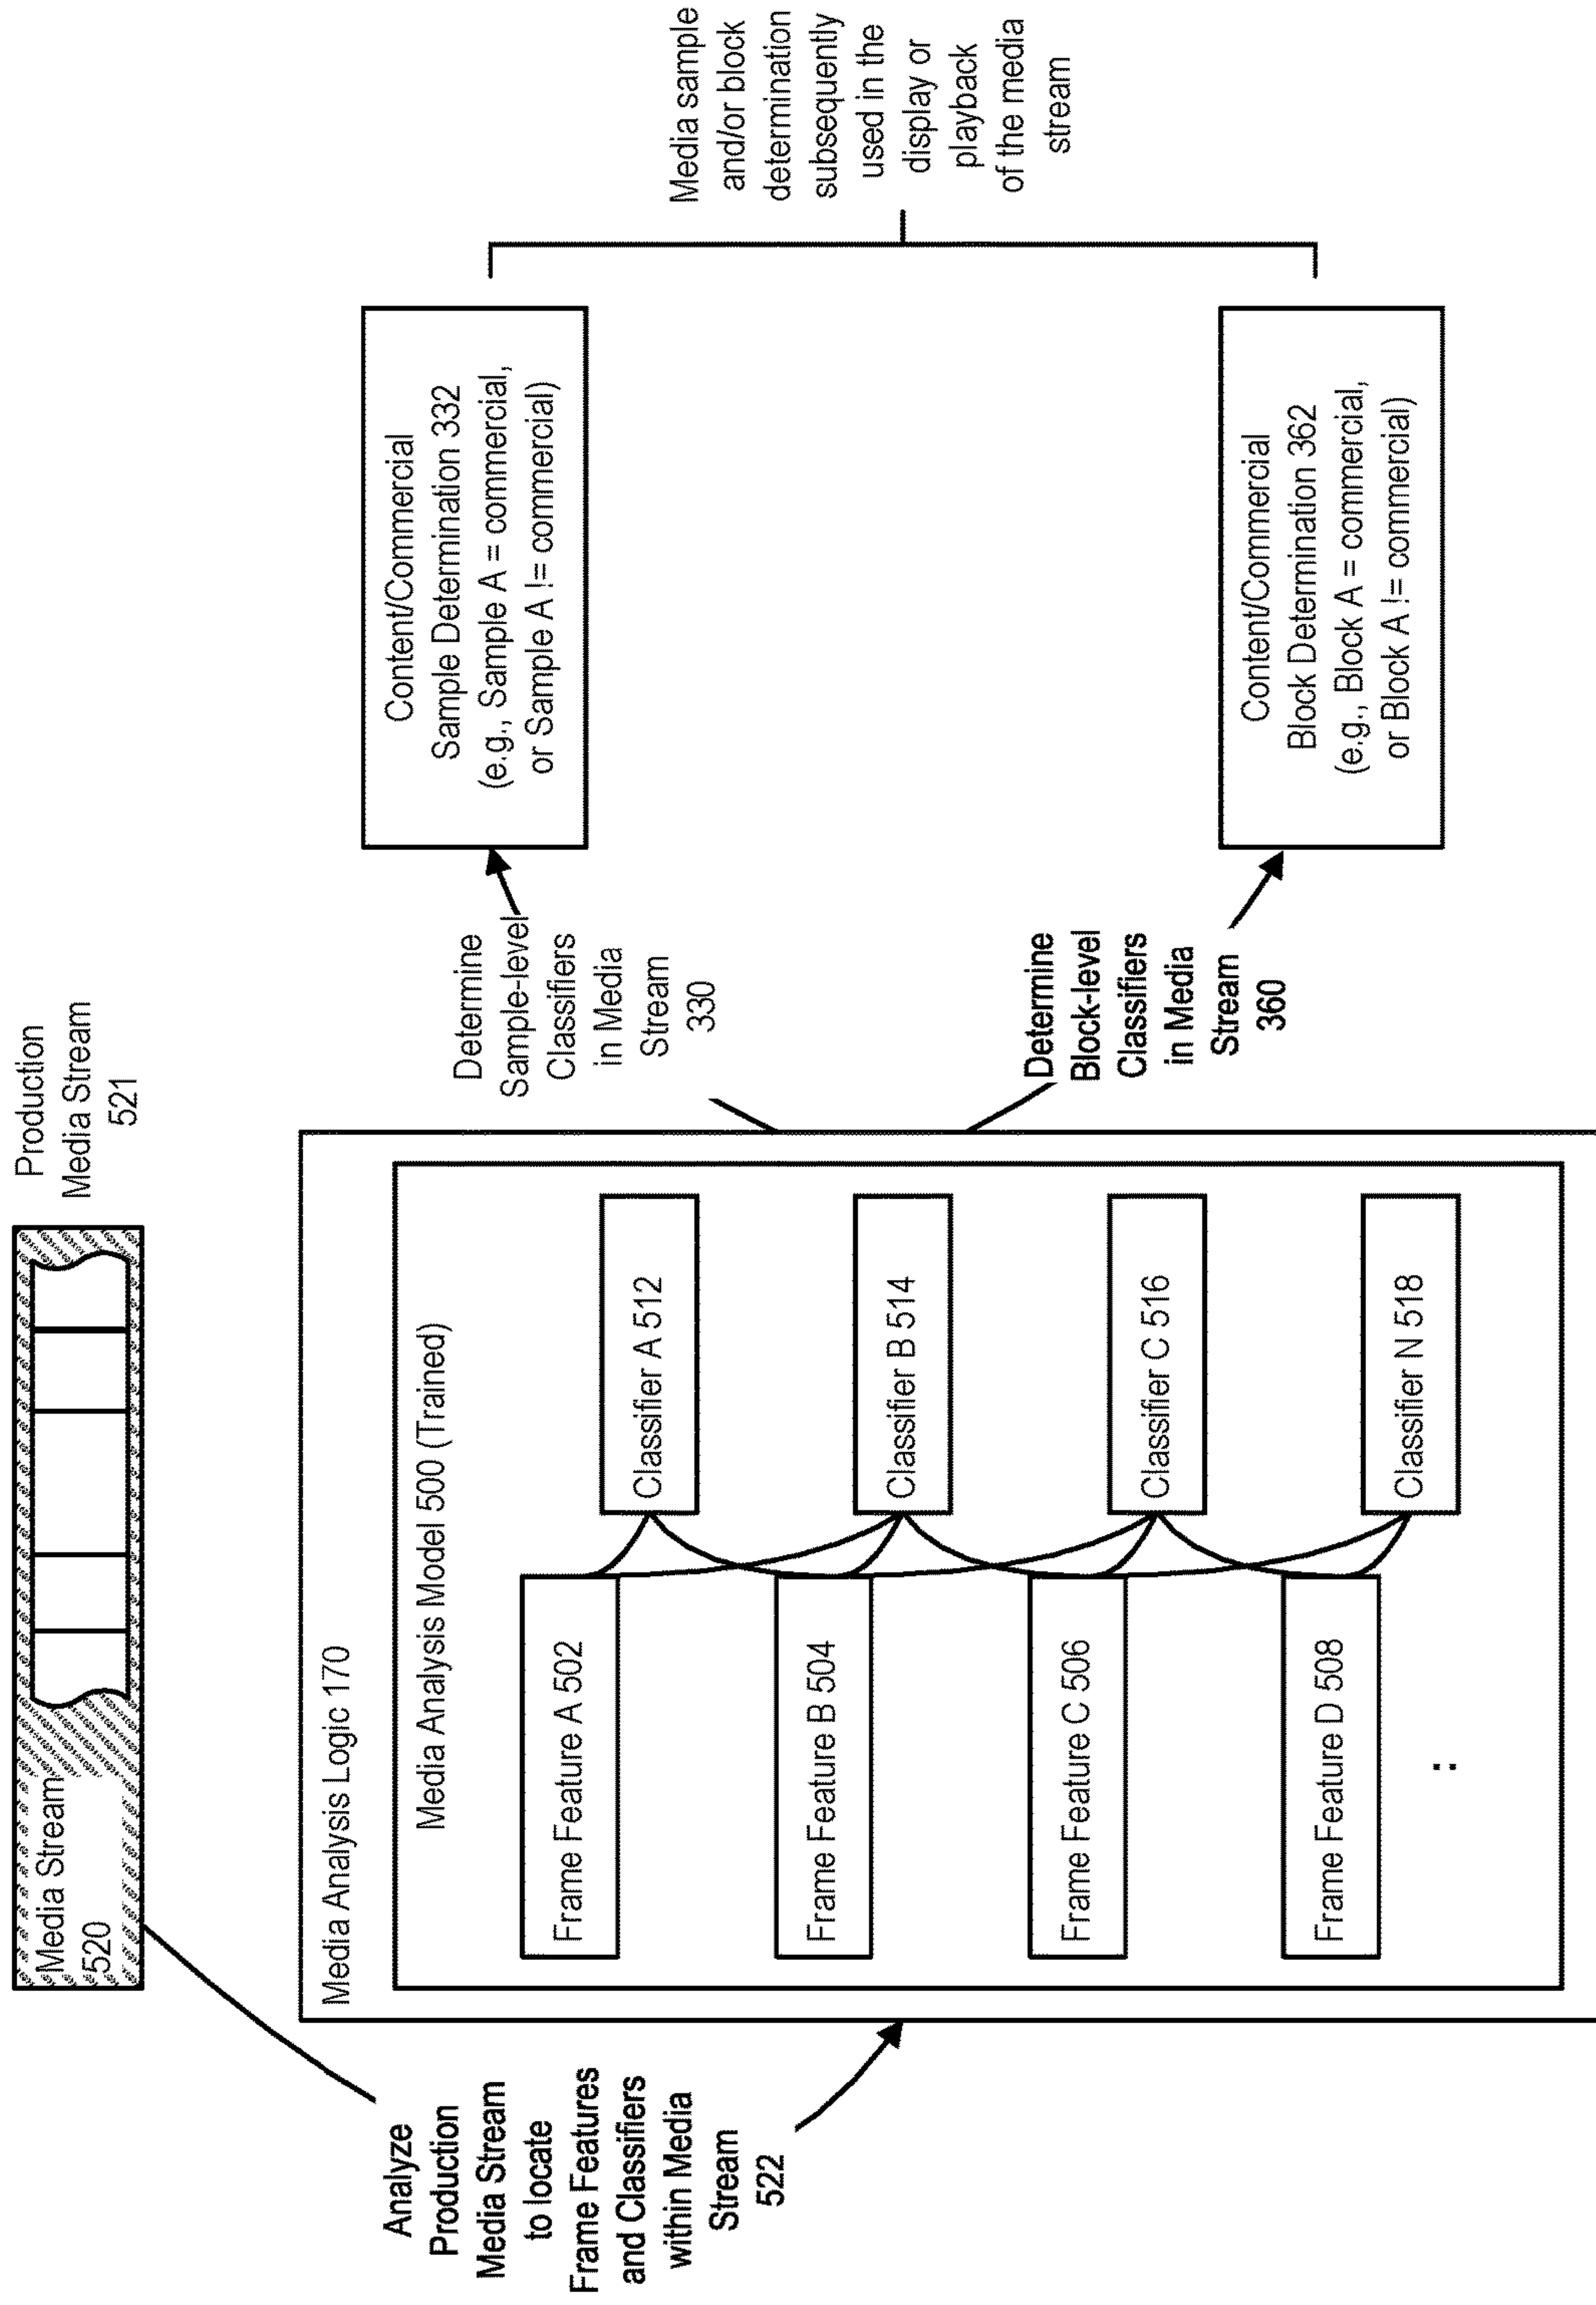 Media Stream
520
Production
Media Stream
521
Analyze
Production
Media Stream
to locate
Frame Features
and Classifiers
within Media
Stream
522
Media Analysis Logic 170
Media Analysis Model 500 (Trained)
Frame Feature A 502
Frame Feature B 504
Frame Feature C 506
Frame Feature D 508
:
Classifier A 512
Classifier B 514
Classifier C 516
Classifier N 518
Determine
Sample-level
Classifiers
in Media
Stream
330
Determine
Block-level
Classifiers
in Media
Stream
360
Content/Commercial
Sample Determination 332
(e.g., Sample A = commercial,
or Sample A != commercial)
Content/Commercial
Block Determination 362
(e.g., Block A = commercial,
or Block A != commercial)
Media sample
and/or block
determination
subsequently
used in the
display or
playback
of the media
stream